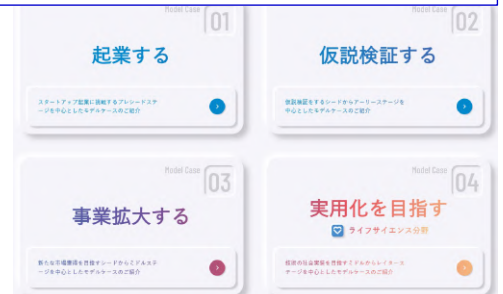 Model Case 01
起業する
スタートアップ起業に挑戦するプレシードステ
ージを中心としたモデルケースのご紹介
Model Case 02
仮説検証する
仮説検証をするシードからアーリーステージを
中心としたモデルケースのご紹介
Model Case 03
事業拡大する
新たな市場獲得を目指すシードからミドルステ
ージを中心としたモデルケースのご紹介
Model Case 04
実用化を目指す
ライフサイエンス分野
技術の社会実装を目指すミドルからレイタース
テージを中心としたモデルケースのご紹介